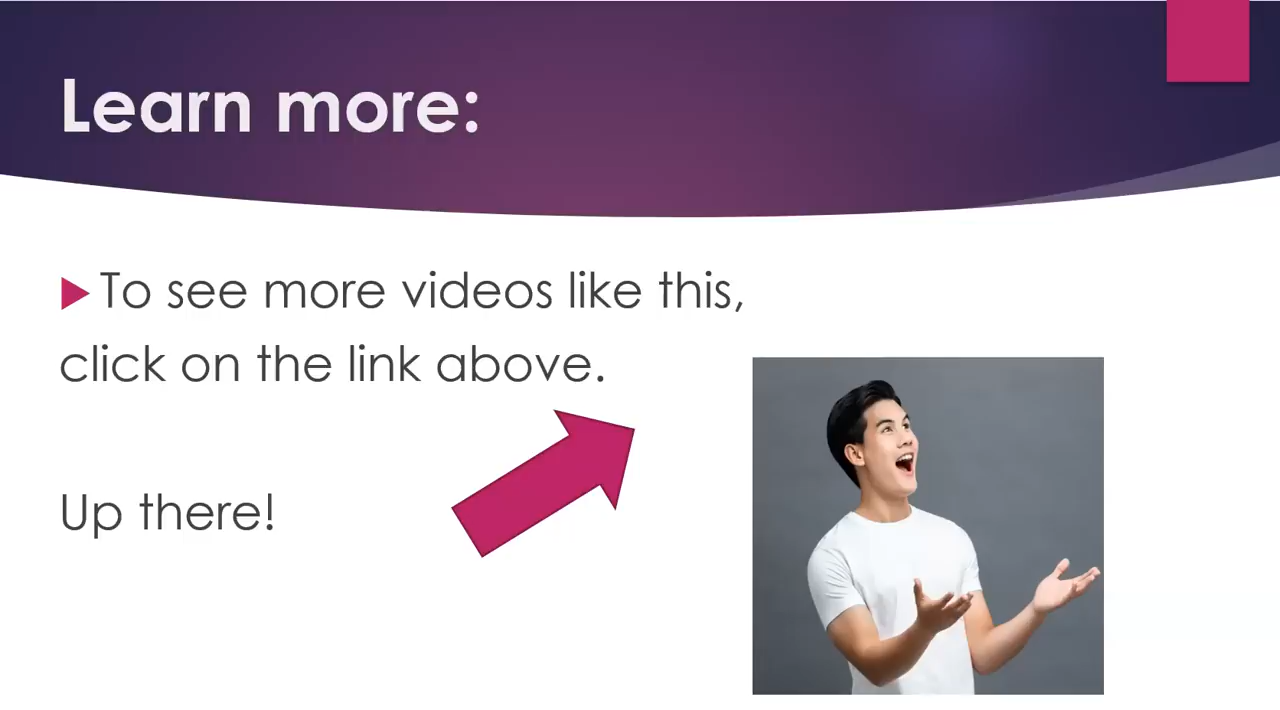 Learn more:
To see more videos like this,
click on the link above.
Up there!